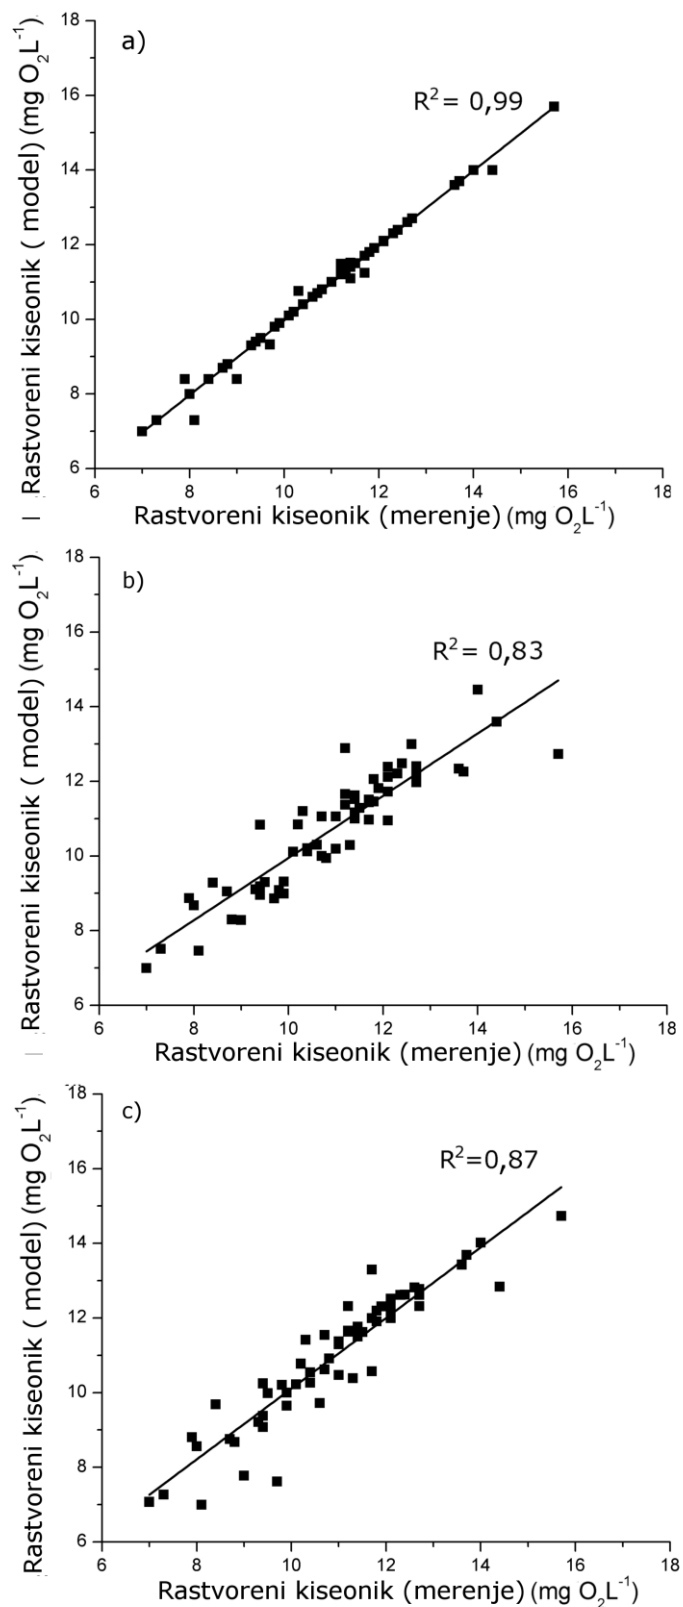 a)
R² = 0,99
Rastvoreni kiseonik ( model) (mg O₂L⁻¹)
18
16
14
12
10
8
6
6 8 10 12 14 16 18
Rastvoreni kiseonik (merenje) (mg O₂L⁻¹)
b)
R² = 0,83
Rastvoreni kiseonik ( model) (mg O₂L⁻¹)
18
16
14
12
10
8
6
6 8 10 12 14 16 18
Rastvoreni kiseonik (merenje) (mg O₂L⁻¹)
c)
R²=0,87
Rastvoreni kiseonik ( model) (mg O₂L⁻¹)
18
16
14
12
10
8
6
6 8 10 12 14 16 18
Rastvoreni kiseonik (merenje) (mg O₂L⁻¹)